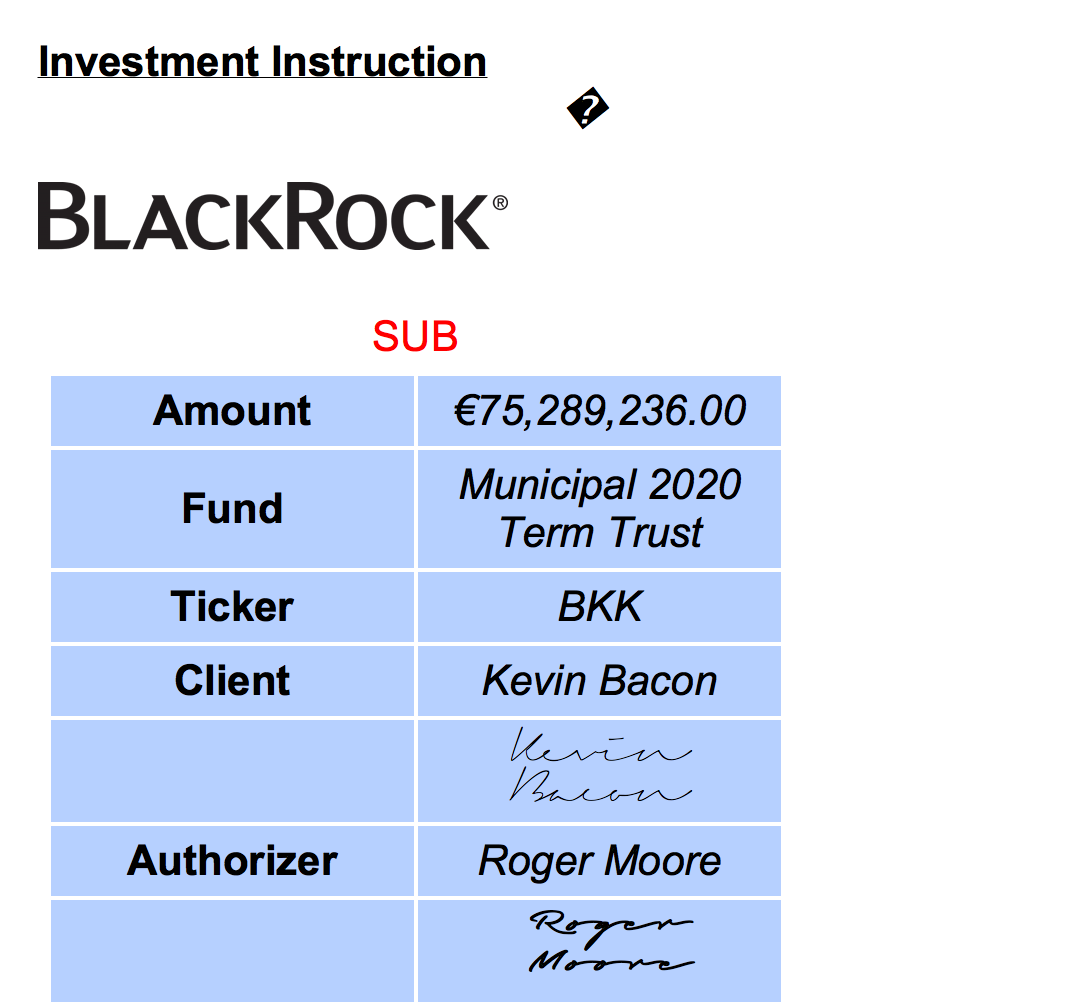 Investment Instruction
�
BLACKROCK®
SUB
Amount €75,289,236.00
Fund Municipal 2020
Term Trust
Ticker BKK
Client Kevin Bacon
Kevin
Bacon
Authorizer Roger Moore
Roger
Moore